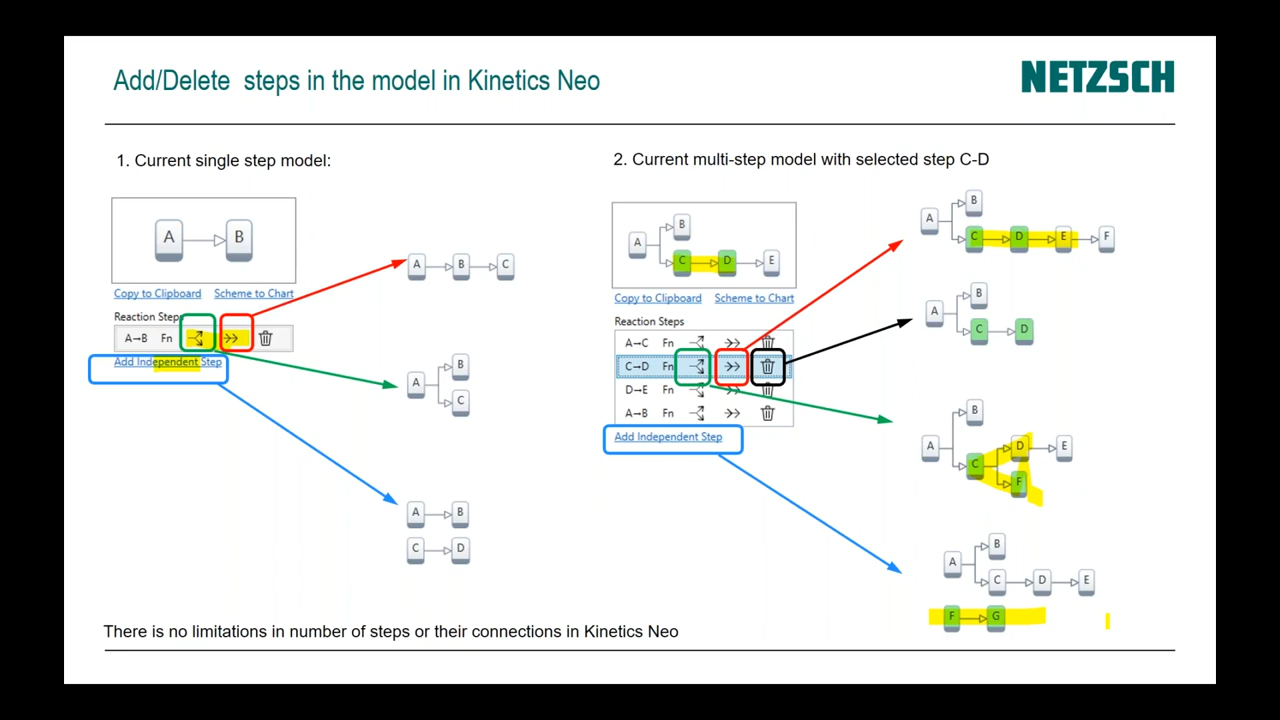 Add/Delete steps in the model in Kinetics Neo
NETZSCH
1. Current single step model:
A B
Copy to Clipboard Scheme to Chart
Reaction Steps
A→B Fn
Add Independent Step
A B C
A B
C
A B
C D
2. Current multi-step model with selected step C-D
A B
C D E
Copy to Clipboard Scheme to Chart
Reaction Steps
A→C Fn
C→D Fn
D→E Fn
A→B Fn
Add Independent Step
A B
C D E F
A B
C D
A B
C D E
F
A B
C D E
F G
There is no limitations in number of steps or their connections in Kinetics Neo